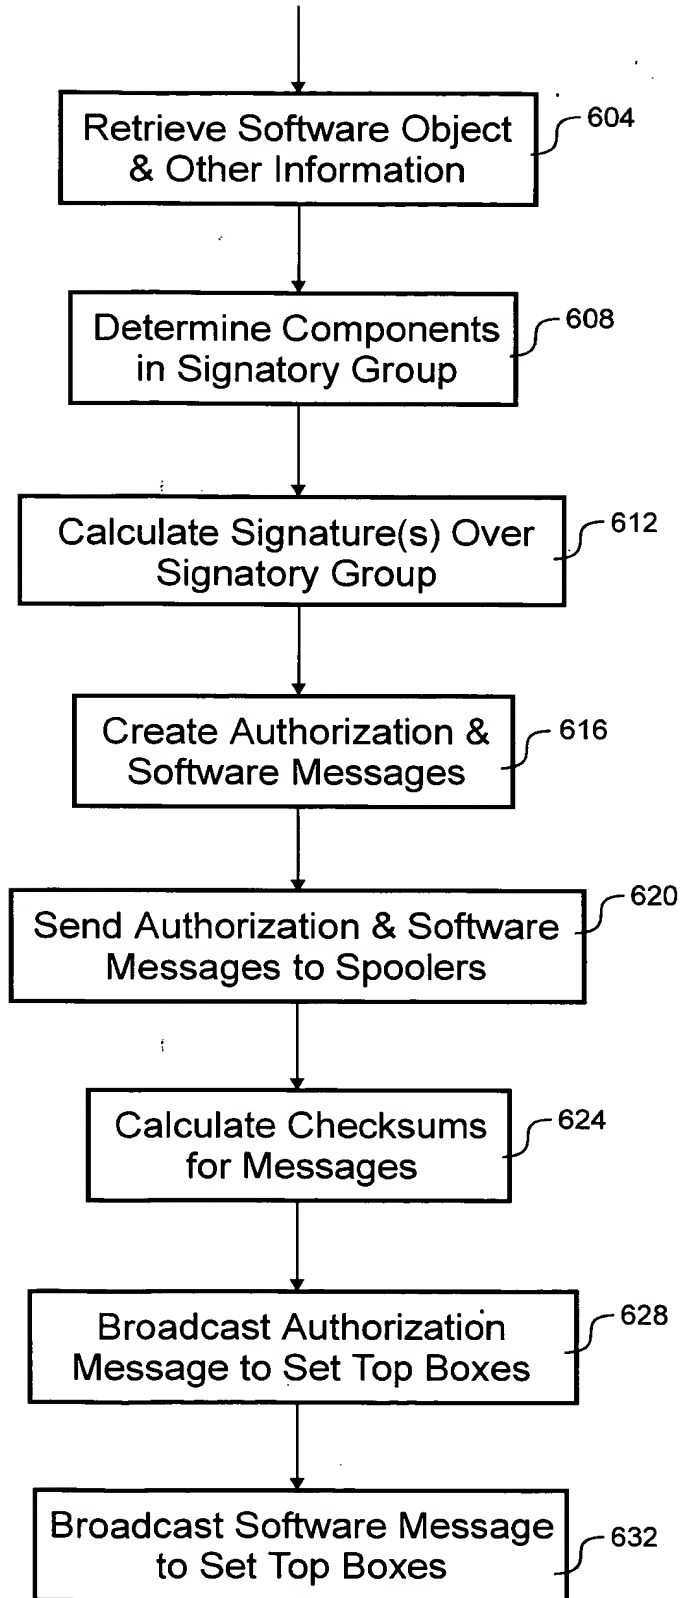 Retrieve Software Object
& Other Information
604
Determine Components
in Signatory Group
608
Calculate Signature(s) Over
Signatory Group
612
Create Authorization &
Software Messages
616
Send Authorization & Software
Messages to Spoolers
620
Calculate Checksums
for Messages
624
Broadcast Authorization
Message to Set Top Boxes
628
Broadcast Software Message
to Set Top Boxes
632